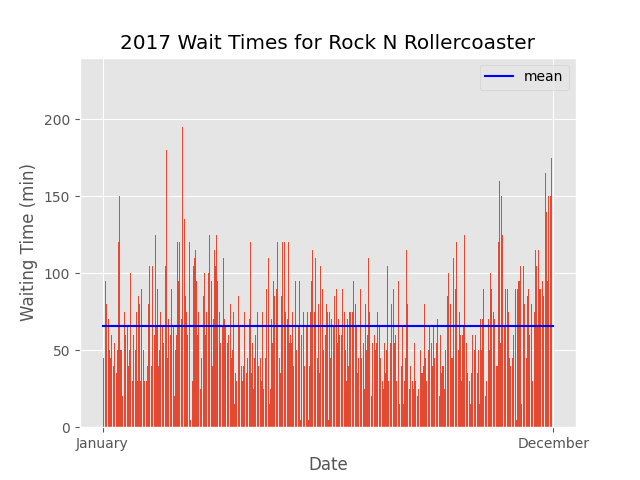 2017 Wait Times for Rock N Rollercoaster
mean
200
150
100
50
0
Waiting Time (min)
January
December
Date